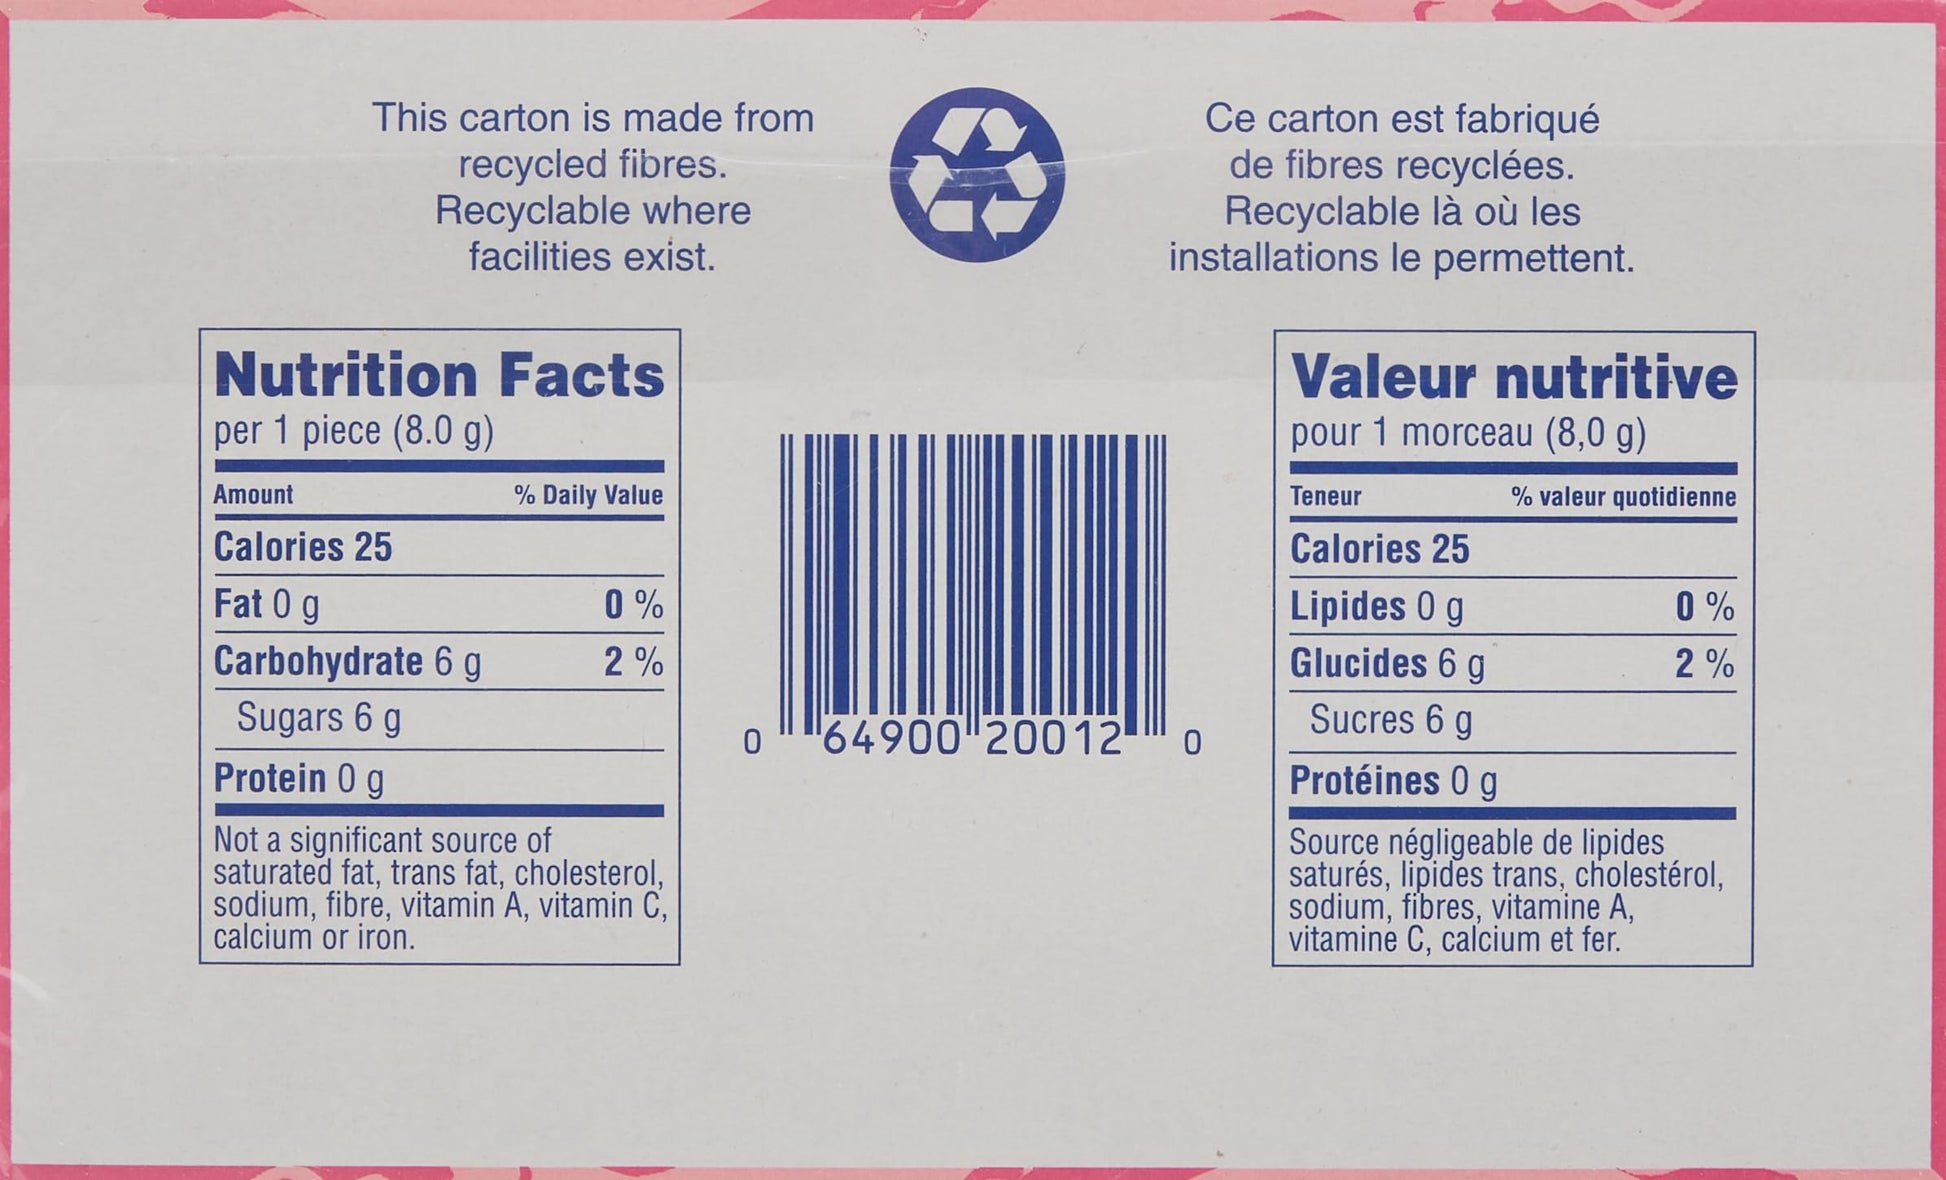 This carton is made from
recycled fibres.
Recyclable where
facilities exist.
Ce carton est fabriqué
de fibres recyclées.
Recyclable là où les
installations le permettent.
Nutrition Facts
per 1 piece (8.0 g)
Amount % Daily Value
Calories 25
Fat 0 g 0 %
Carbohydrate 6 g 2 %
Sugars 6 g
Protein 0 g
Not a significant source of
saturated fat, trans fat, cholesterol,
sodium, fibre, vitamin A, vitamin C,
calcium or iron.
0 64900 20012 0
Valeur nutritive
pour 1 morceau (8,0 g)
Teneur % valeur quotidienne
Calories 25
Lipides 0 g 0 %
Glucides 6 g 2 %
Sucres 6 g
Protéines 0 g
Source négligeable de lipides
saturés, lipides trans, cholestérol,
sodium, fibres, vitamine A,
vitamine C, calcium et fer.